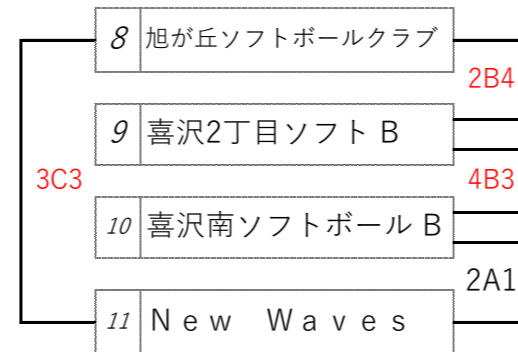 8 旭が丘ソフトボールクラブ
2B4
9 喜沢2丁目ソフト B
3C3
4B3
10 喜沢南ソフトボール B
2A1
11 Ｎｅｗ　Ｗａｖｅｓ